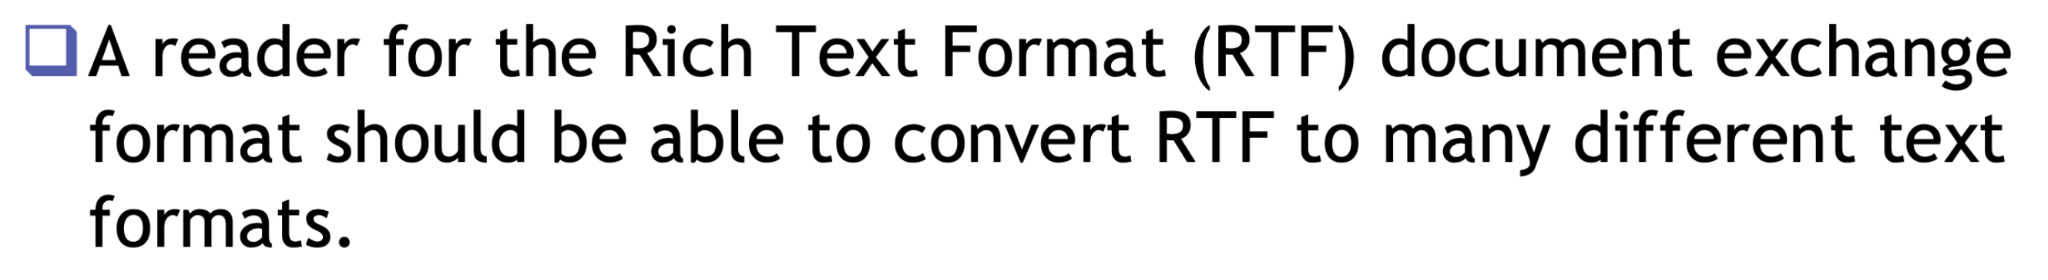 A reader for the Rich Text Format (RTF) document exchange
format should be able to convert RTF to many different text
formats.